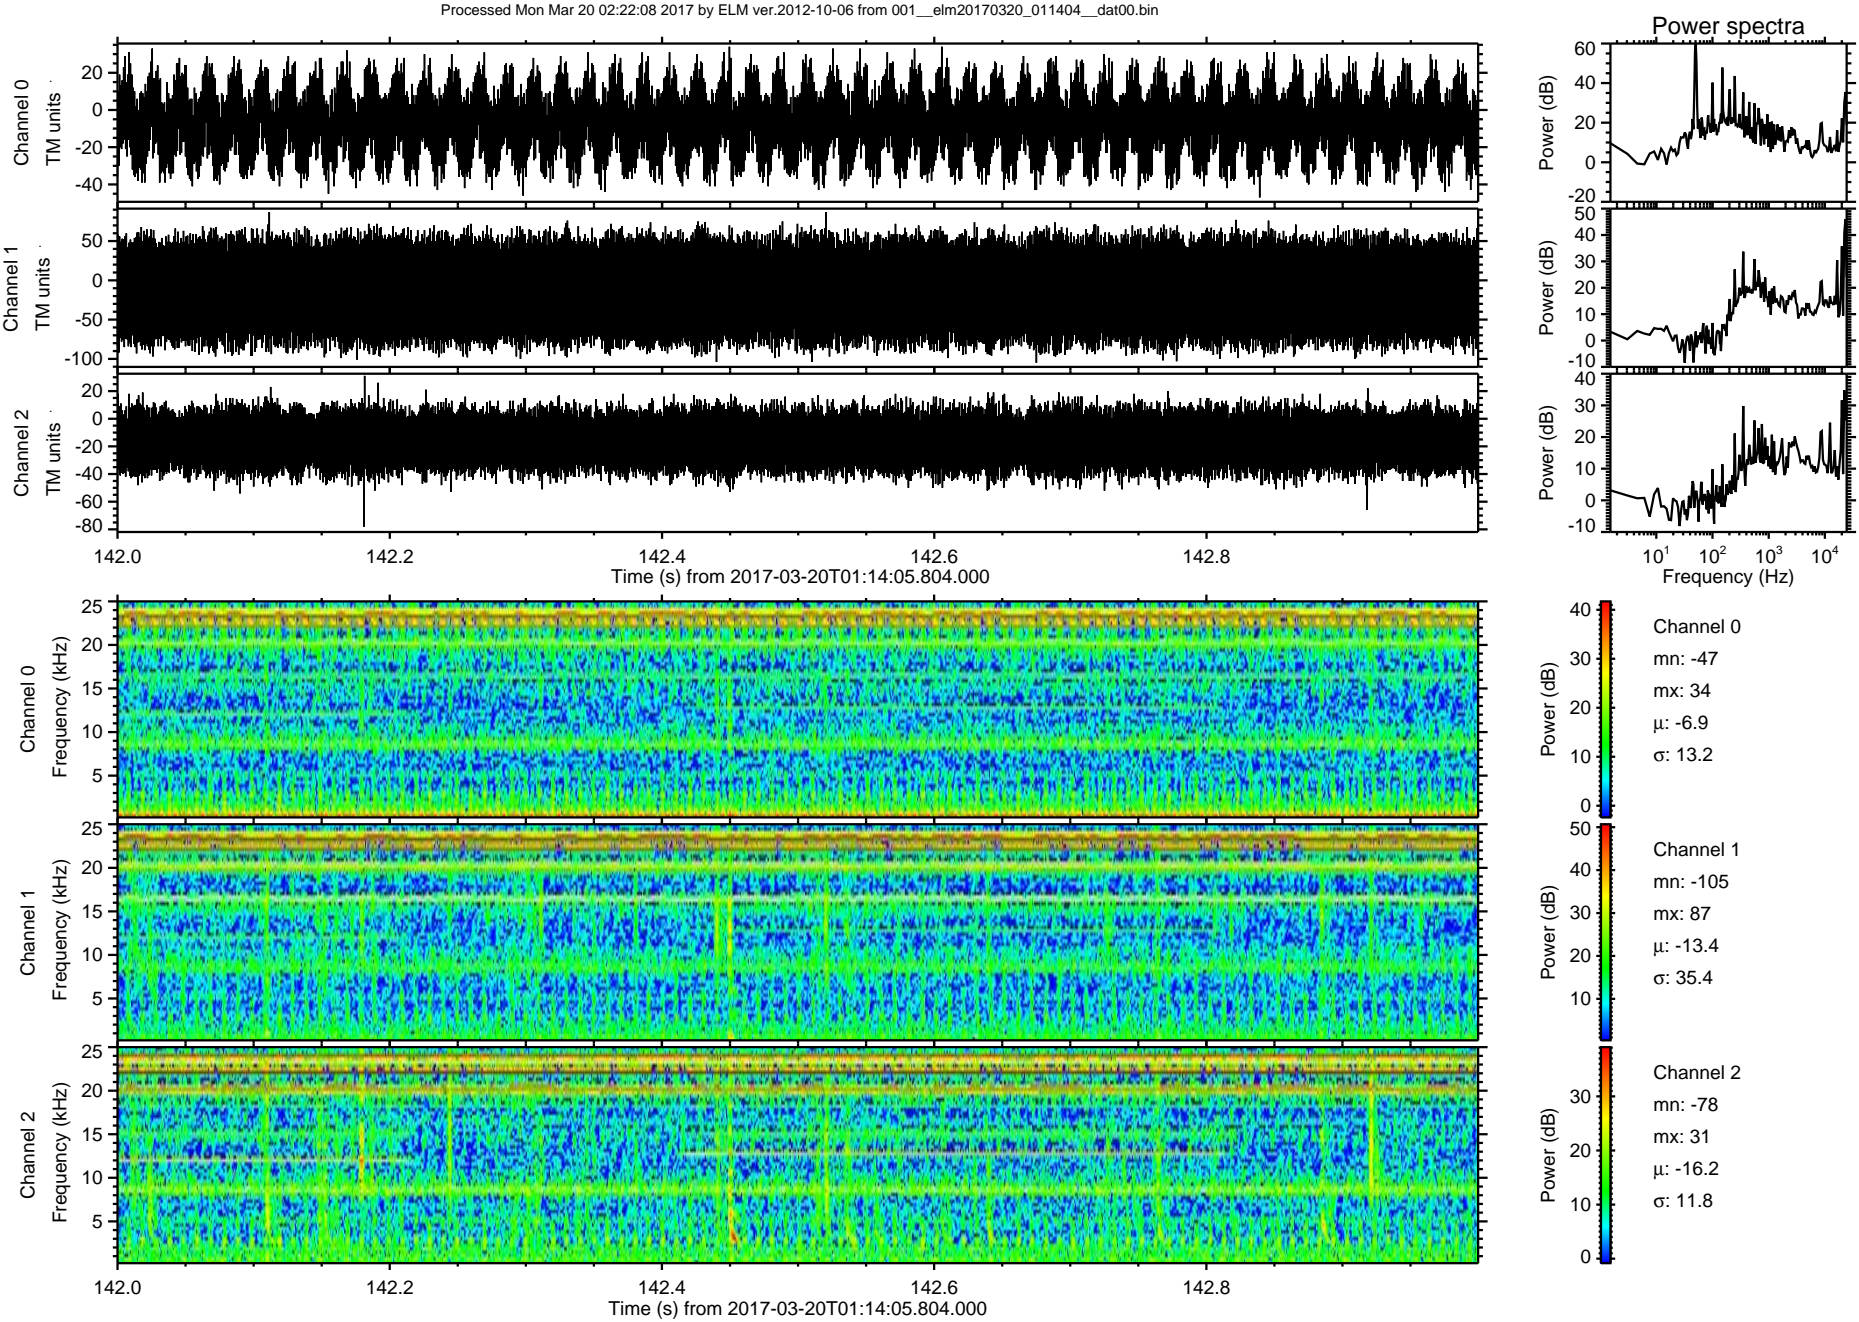 Processed Mon Mar 20 02:22:08 2017 by ELM ver.2012-10-06 from 001__elm20170320_011404__dat00.bin
Power spectra
Channel 0
TM units
20
0
-20
-40
Power (dB)
60
40
20
0
-20
Channel 1
TM units
50
0
-50
-100
Power (dB)
50
40
30
20
10
0
-10
Channel 2
TM units
20
0
-20
-40
-60
-80
Power (dB)
40
30
20
10
0
-10
142.0 142.2 142.4 142.6 142.8
Time (s) from 2017-03-20T01:14:05.804.000
10¹ 10² 10³ 10⁴
Frequency (Hz)
Channel 0
Frequency (kHz)
25
20
15
10
5
Power (dB)
40
30
20
10
0
Channel 0
mn: -47
mx: 34
μ: -6.9
σ: 13.2
Channel 1
Frequency (kHz)
25
20
15
10
5
Power (dB)
50
40
30
20
10
Channel 1
mn: -105
mx: 87
μ: -13.4
σ: 35.4
Channel 2
Frequency (kHz)
25
20
15
10
5
Power (dB)
30
20
10
0
Channel 2
mn: -78
mx: 31
μ: -16.2
σ: 11.8
142.0 142.2 142.4 142.6 142.8
Time (s) from 2017-03-20T01:14:05.804.000